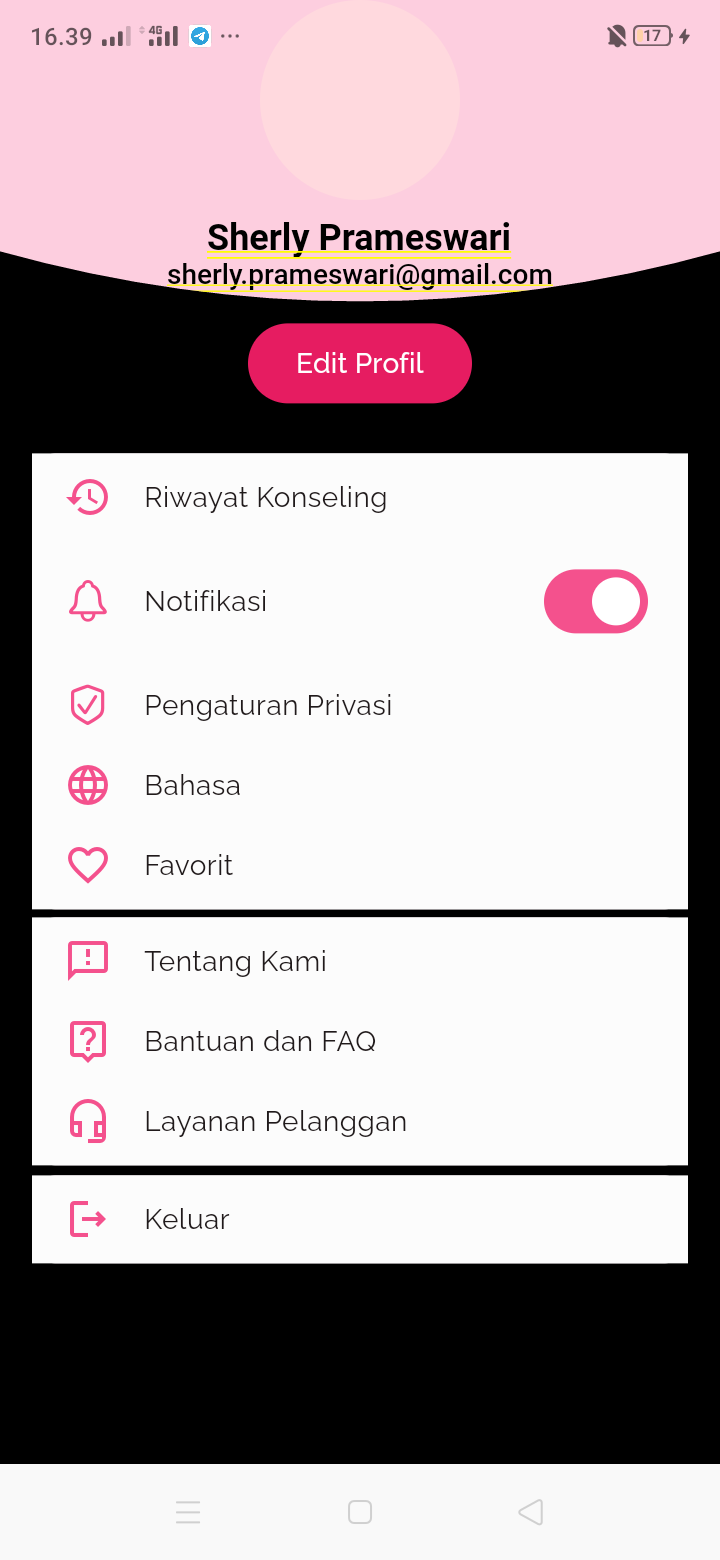 16.39 4G ... 17
Sherly Prameswari
sherly.prameswari@gmail.com
Edit Profil
Riwayat Konseling
Notifikasi
Pengaturan Privasi
Bahasa
Favorit
Tentang Kami
Bantuan dan FAQ
Layanan Pelanggan
Keluar